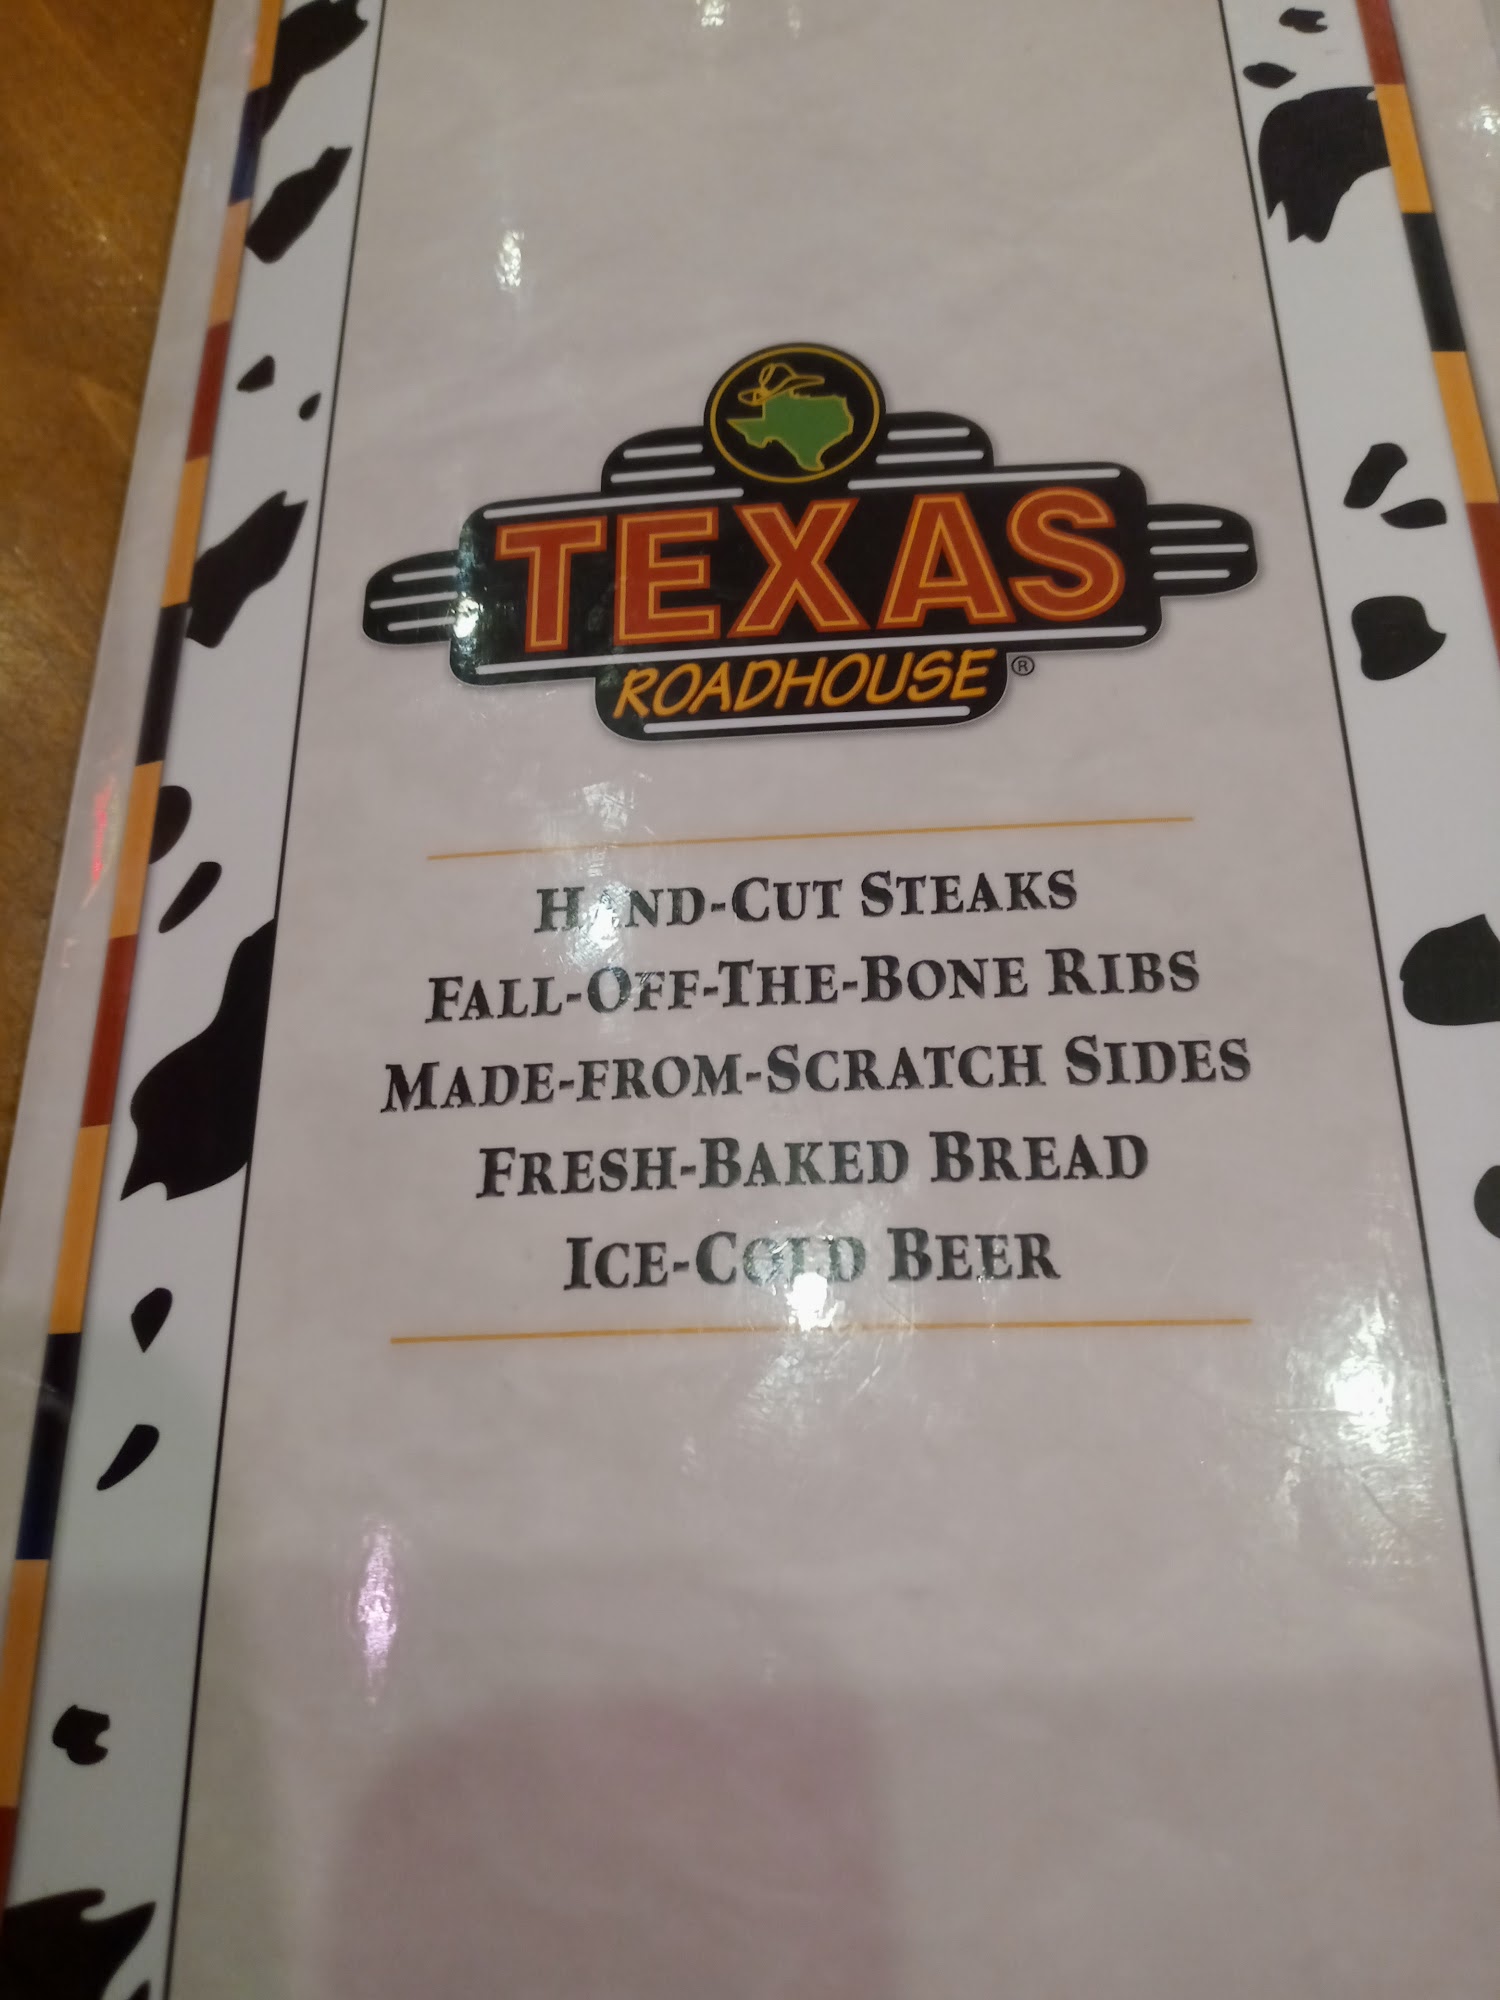 TEXAS
ROADHOUSE®
HAND-CUT STEAKS
FALL-OFF-THE-BONE RIBS
MADE-FROM-SCRATCH SIDES
FRESH-BAKED BREAD
ICE-COLD BEER